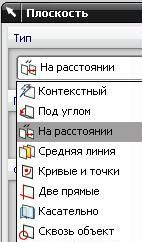 Плоскость
Тип
На расстоянии
Контекстный
Под углом
На расстоянии
Средняя линия
Кривые и точки
Две прямые
Касательно
Сквозь объект